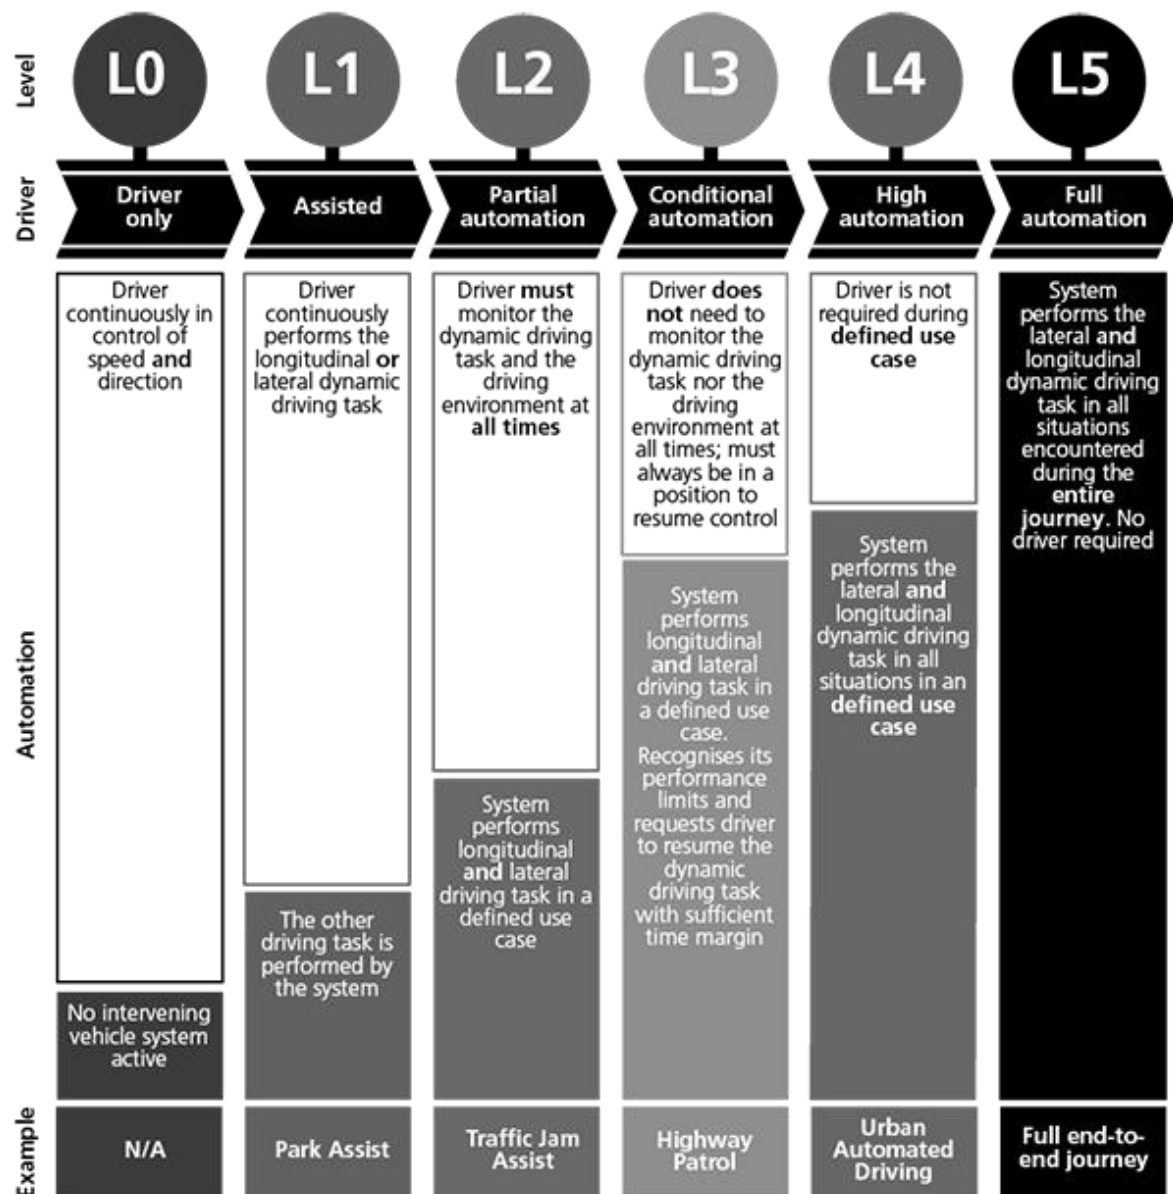 Level
L0
L1
L2
L3
L4
L5
Driver
Driver
only
Assisted
Partial
automation
Conditional
automation
High
automation
Full
automation
Automation
Driver
continuously in
control of
speed and
direction
No intervening
vehicle system
active
Driver
continuously
performs the
longitudinal or
lateral dynamic
driving task
The other
driving task is
performed by
the system
Driver must
monitor the
dynamic driving
task and the
driving
environment at
all times
System
performs
longitudinal
and lateral
driving task in a
defined use
case
Driver does
not need to
monitor the
dynamic driving
task nor the
driving
environment at
all times; must
always be in a
position to
resume control
System
performs
longitudinal
and lateral
driving task in
a defined use
case.
Recognises its
performance
limits and
requests driver
to resume the
dynamic
driving task
with sufficient
time margin
Driver is not
required during
defined use
case
System
performs the
lateral and
longitudinal
dynamic driving
task in all
situations in an
defined use
case
System
performs the
lateral and
longitudinal
dynamic driving
task in all
situations
encountered
during the
entire
journey. No
driver required
Example
N/A
Park Assist
Traffic Jam
Assist
Highway
Patrol
Urban
Automated
Driving
Full end-to-
end journey